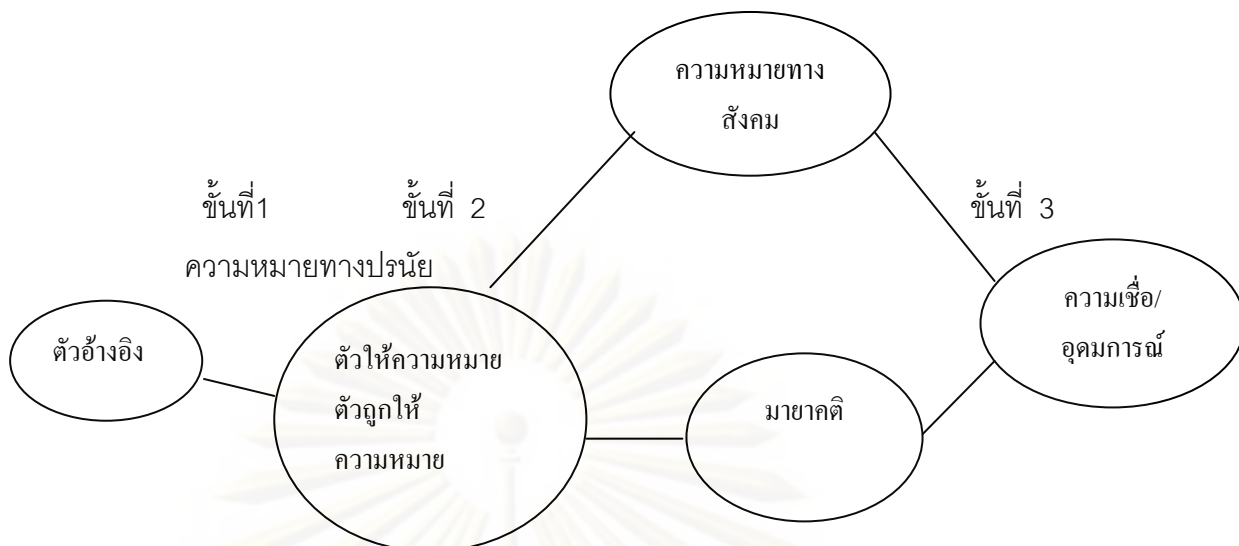 ความหมายทาง
สังคม
ขั้นที่1
ขั้นที่ 2
ขั้นที่ 3
ความหมายทางปรนัย
ตัวอ้างอิง
ตัวให้ความหมาย
ตัวถูกให้
ความหมาย
มายาคติ
ความเชื่อ/
อุดมการณ์